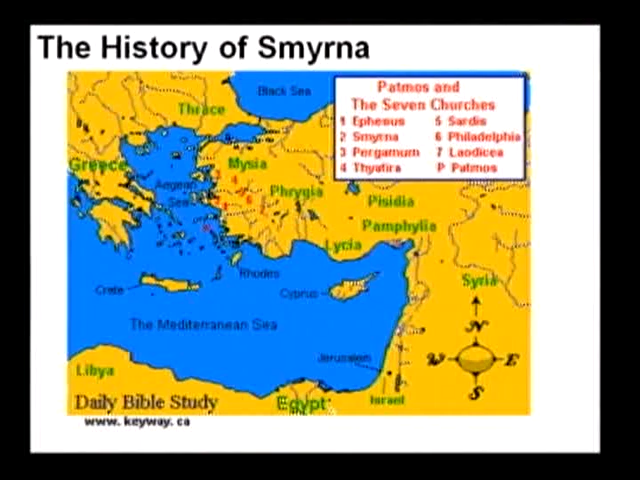 The History of Smyrna
Black Sea
Patmos and
The Seven Churches
1 Ephesus 5 Sardis
2 Smyrna 6 Philadelphia
3 Pergamum 7 Laodicea
4 Thyatira P Patmos
Thrace
Greece
Mysia
Aegean
Sea
Phrygia
Pisidia
Pamphylia
Lycia
Rhodes
Syria
Crete
Cyprus
The Mediterranean Sea
N
W E
S
Jerusalem
Libya
Israel
Daily Bible Study
Egypt
www.keyway.ca